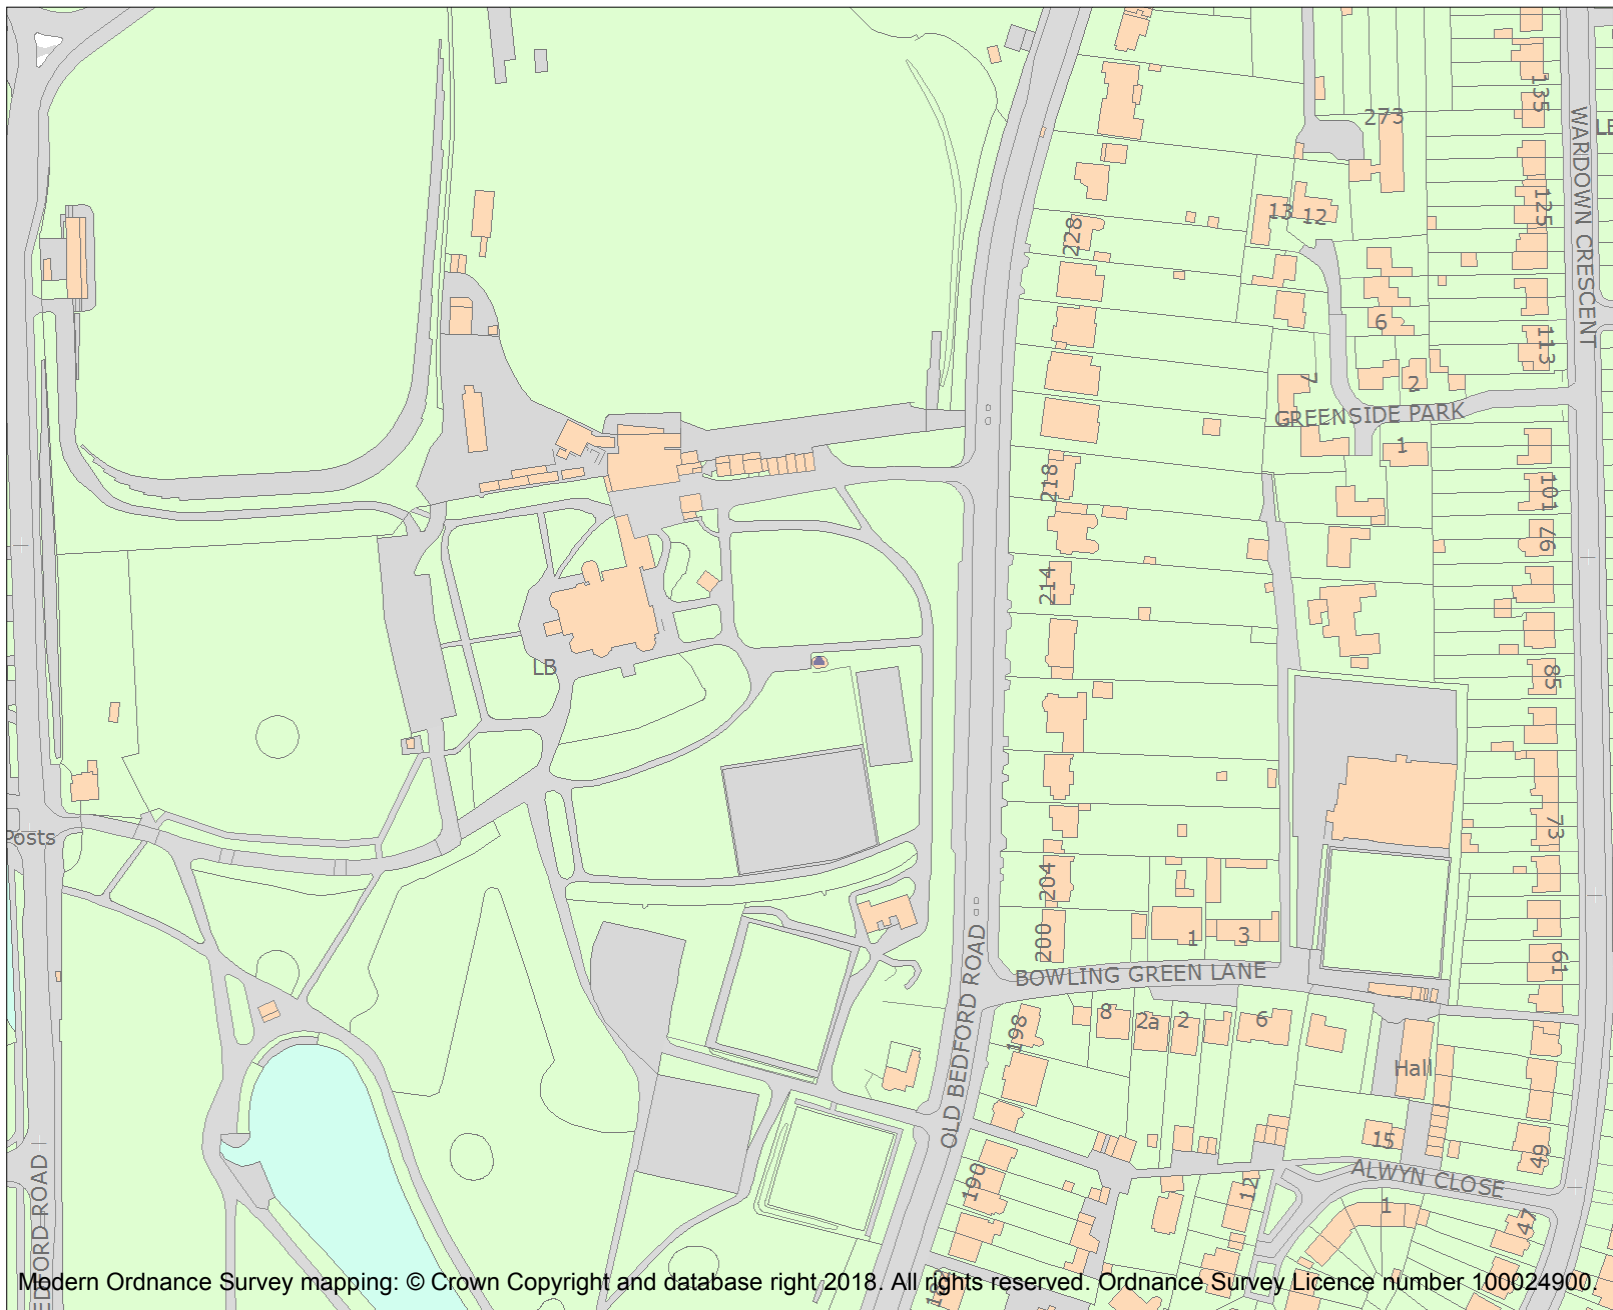 135
LE
273
WARDOWN CRESCENT
13
12
125
228
6
113
7
2
GREENSIDE PARK
1
218
101
97
214
LB
85
Posts
73
204
200
1
3
61
OLD BEDFORD ROAD
BOWLING GREEN LANE
198
8
2a
2
6
Hall
15
49
190
ALWYN CLOSE
12
1
47
EDFORD ROAD
Modern Ordnance Survey mapping: © Crown Copyright and database right 2018. All rights reserved. Ordnance Survey Licence number 100024900.